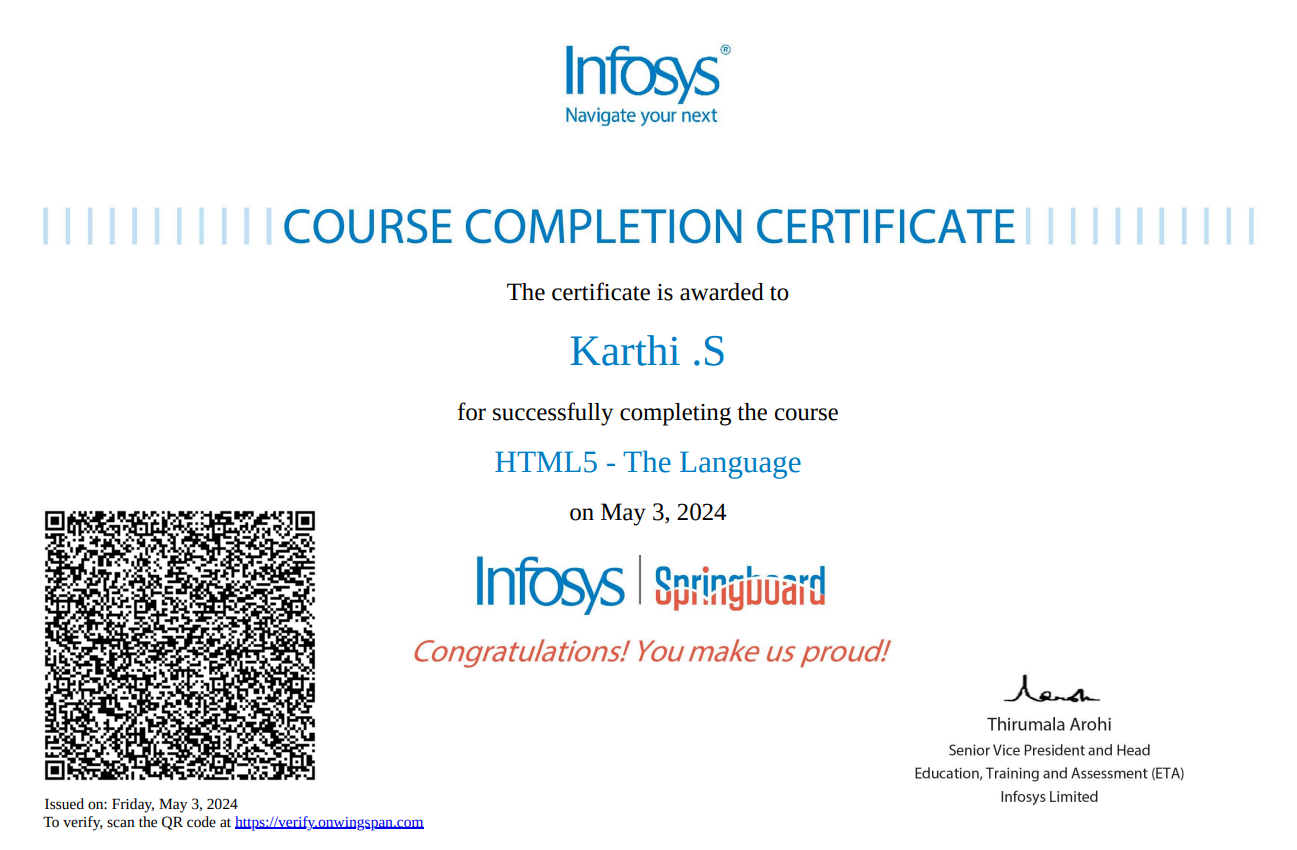 Infosys®
Navigate your next
COURSE COMPLETION CERTIFICATE
The certificate is awarded to
Karthi .S
for successfully completing the course
HTML5 - The Language
on May 3, 2024
Infosys | Springboard
Congratulations! You make us proud!
Thirumala Arohi
Senior Vice President and Head
Education, Training and Assessment (ETA)
Infosys Limited
Issued on: Friday, May 3, 2024
To verify, scan the QR code at https://verify.onwingspan.com